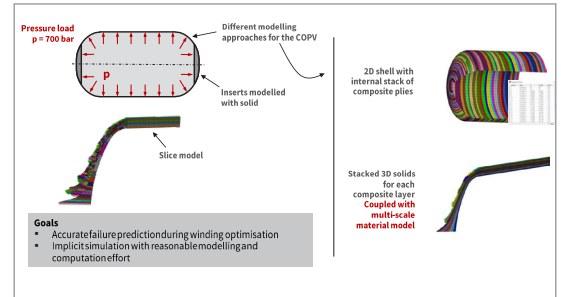 Pressure load
p = 700 bar
Different modelling
approaches for the COPV
p
Inserts modelled
with solid
Slice model
2D shell with
internal stack of
composite plies
Stacked 3D solids
for each
composite layer
Coupled with
multi-scale
material model
Goals
▪ Accurate failure prediction during winding optimisation
▪ Implicit simulation with reasonable modelling and
computation effort